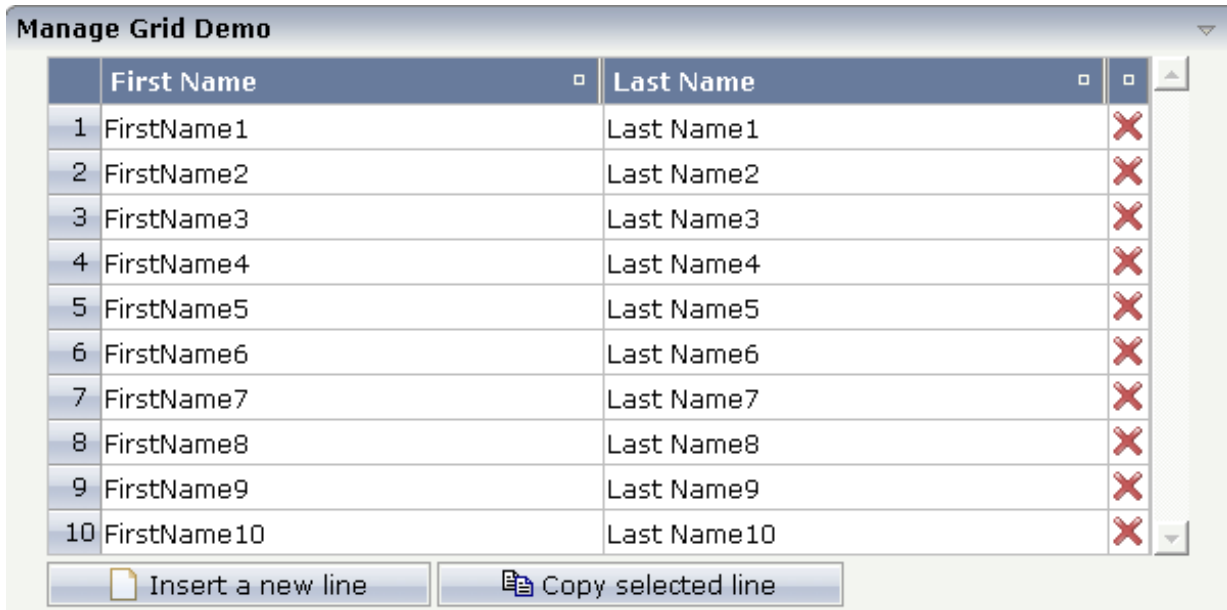 Manage Grid Demo
First Name Last Name
1 FirstName1 Last Name1
2 FirstName2 Last Name2
3 FirstName3 Last Name3
4 FirstName4 Last Name4
5 FirstName5 Last Name5
6 FirstName6 Last Name6
7 FirstName7 Last Name7
8 FirstName8 Last Name8
9 FirstName9 Last Name9
10 FirstName10 Last Name10
Insert a new line Copy selected line